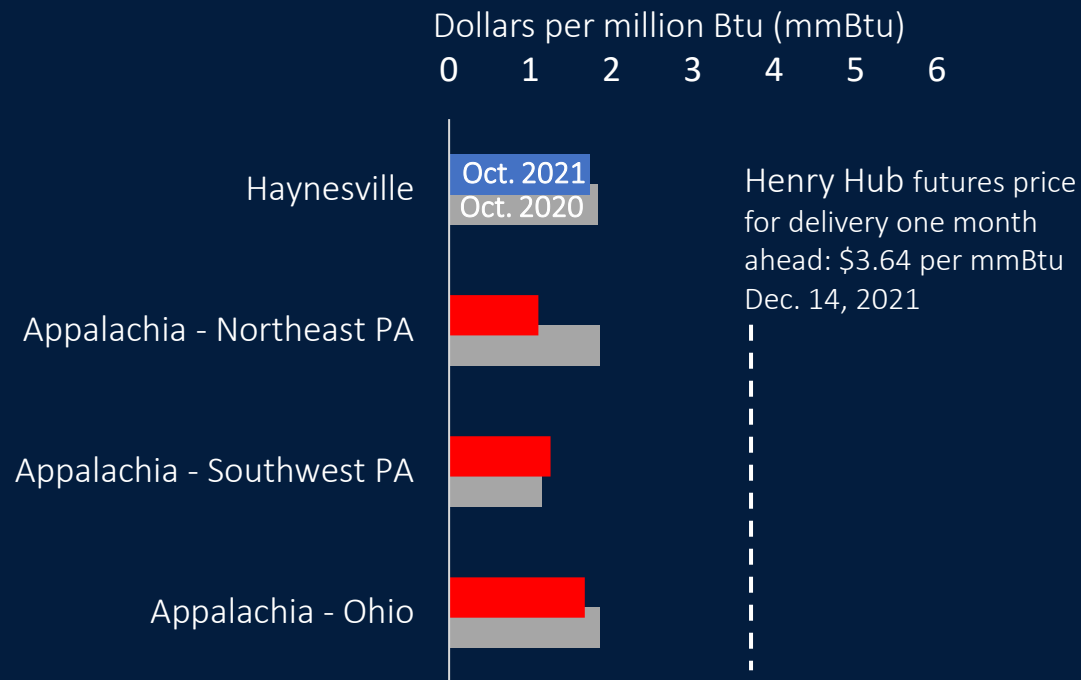 Dollars per million Btu (mmBtu)
0 1 2 3 4 5 6
Haynesville
Oct. 2021
Oct. 2020
Henry Hub futures price
for delivery one month
ahead: $3.64 per mmBtu
Dec. 14, 2021
Appalachia - Northeast PA
Appalachia - Southwest PA
Appalachia - Ohio